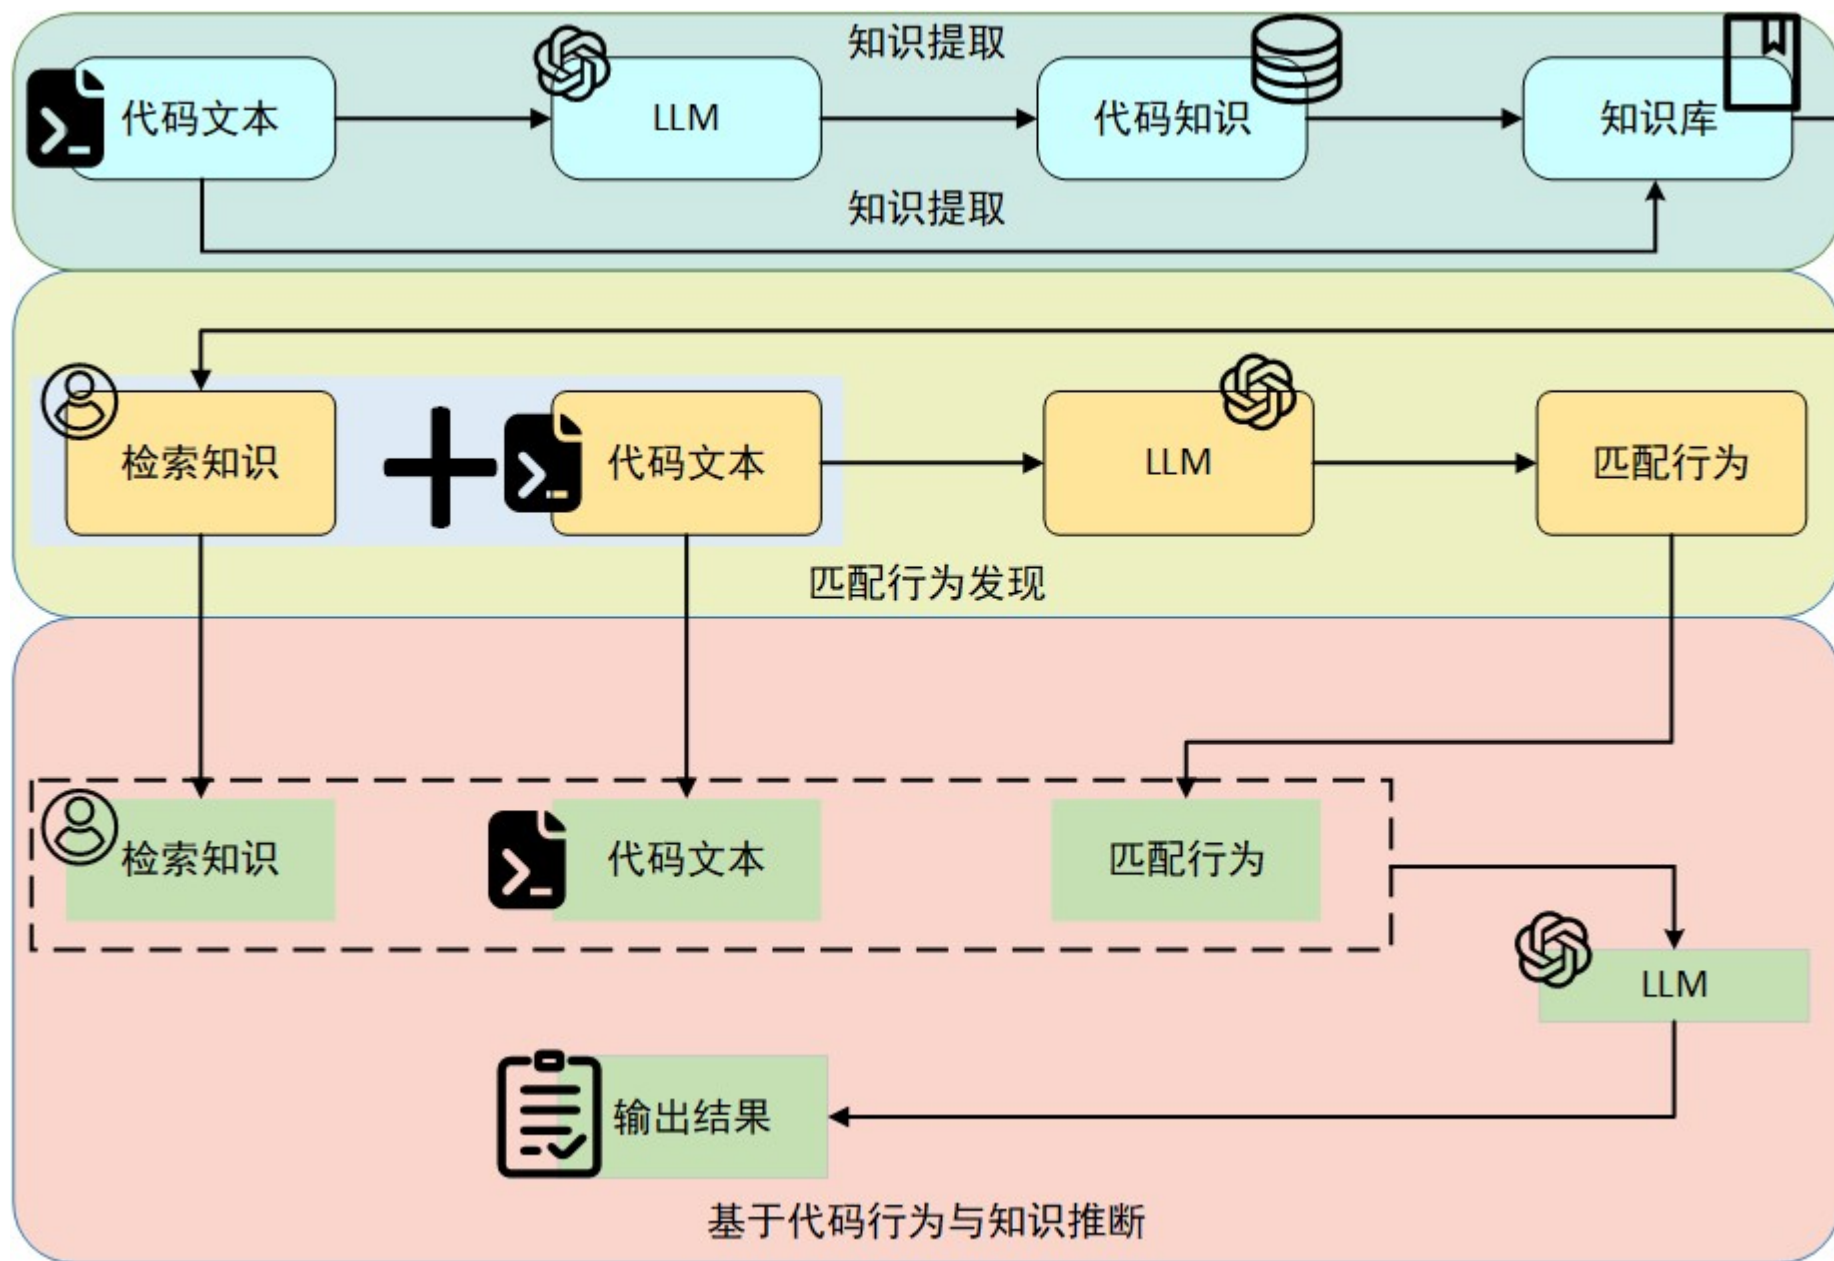 知识提取
代码文本
LLM
代码知识
知识库
知识提取
检索知识
代码文本
LLM
匹配行为
匹配行为发现
检索知识
代码文本
匹配行为
LLM
输出结果
基于代码行为与知识推断